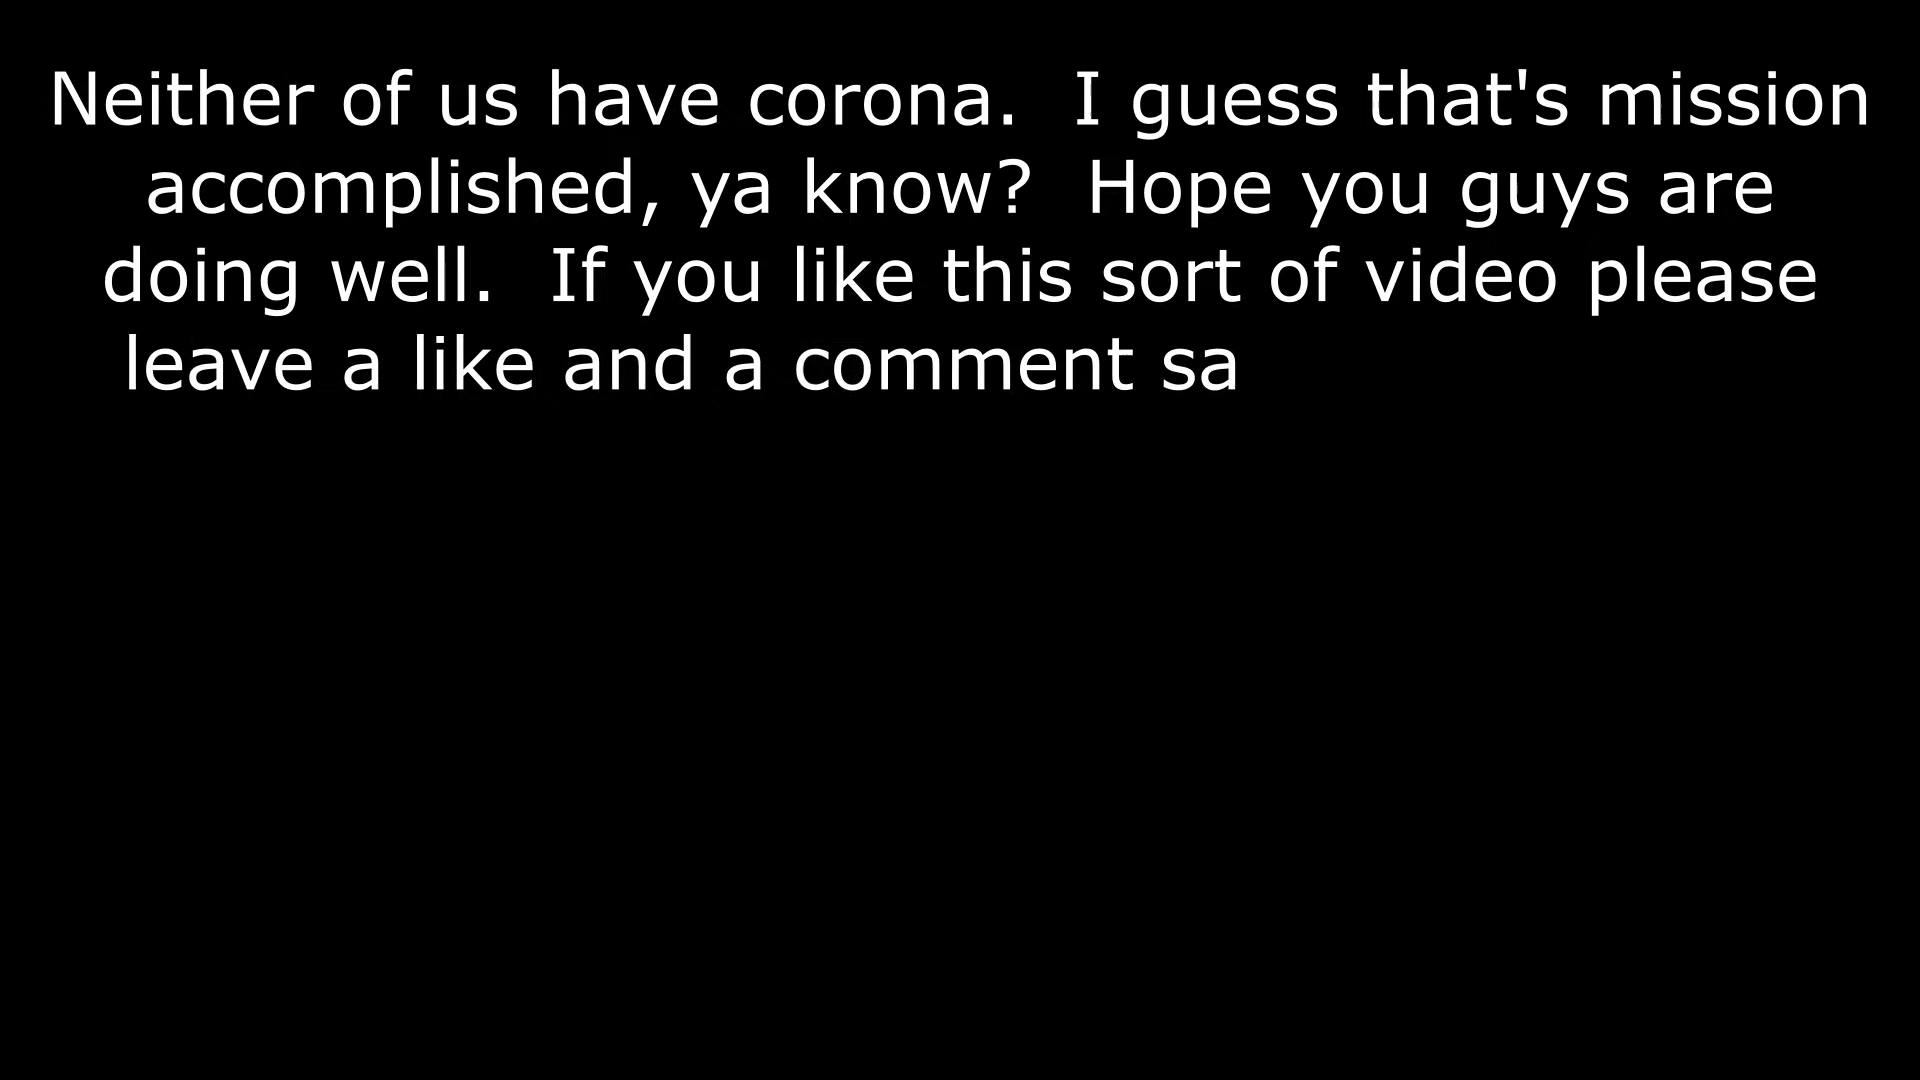 Neither of us have corona.  I guess that's mission
accomplished, ya know?  Hope you guys are
doing well.  If you like this sort of video please
leave a like and a comment sa